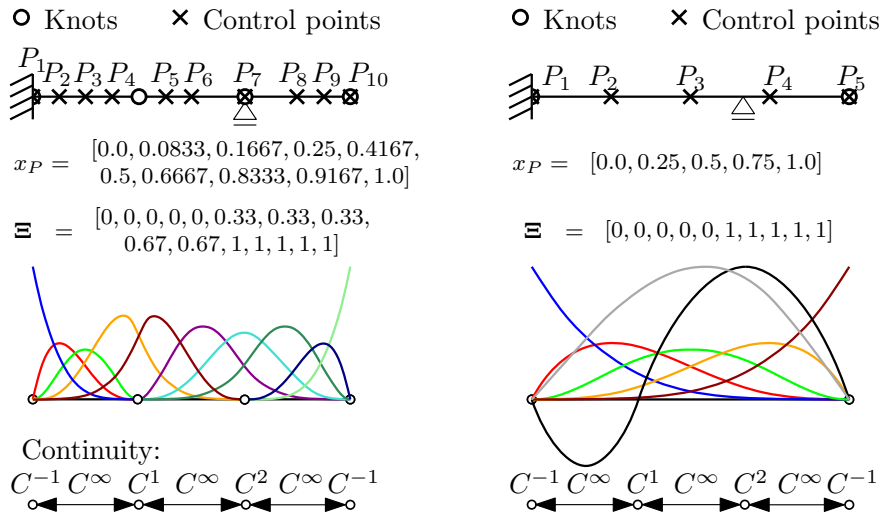 Knots Control points
P₁
P₂ P₃ P₄ P₅ P₆ P₇ P₈ P₉ P₁₀
x_P = [0.0, 0.0833, 0.1667, 0.25, 0.4167,
0.5, 0.6667, 0.8333, 0.9167, 1.0]
Ξ = [0, 0, 0, 0, 0, 0.33, 0.33, 0.33,
0.67, 0.67, 1, 1, 1, 1, 1]
Continuity:
C⁻¹ C^∞ C¹ C^∞ C² C^∞ C⁻¹
Knots Control points
P₁ P₂ P₃ P₄ P₅
x_P = [0.0, 0.25, 0.5, 0.75, 1.0]
Ξ = [0, 0, 0, 0, 0, 1, 1, 1, 1, 1]
C⁻¹ C^∞ C¹ C^∞ C² C^∞ C⁻¹